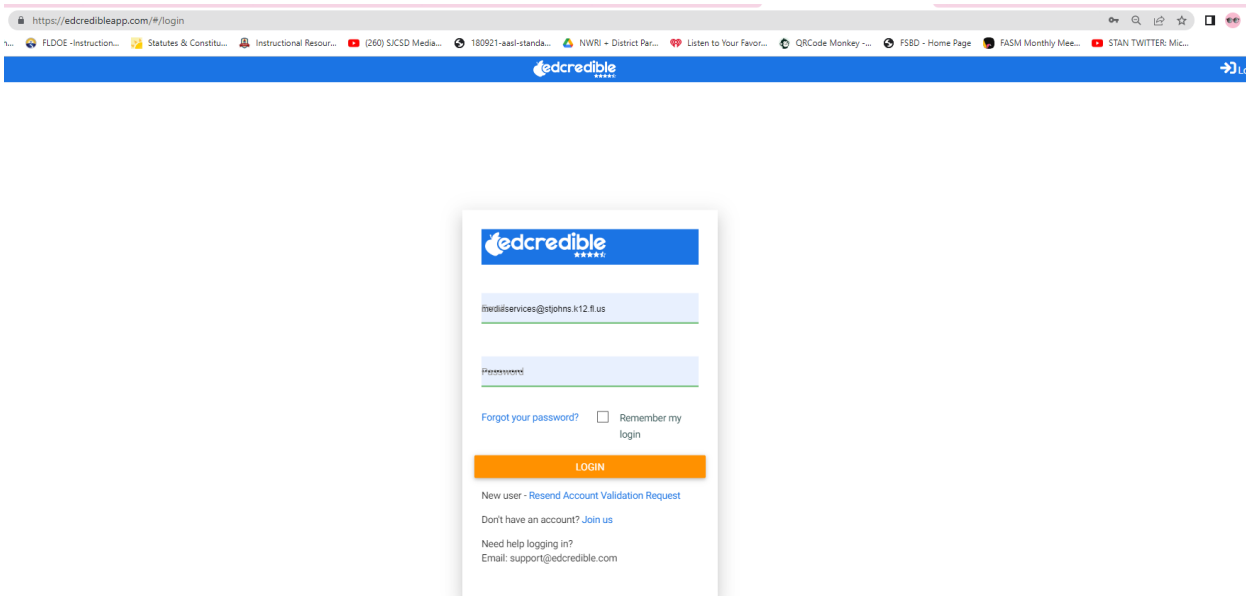 https://edcredibleapp.com/#/login
n... FLDOE -Instruction... Statutes & Constitu... Instructional Resour... (260) SJCSD Media... 180921-aasl-standa... NWRI + District Par... Listen to Your Favor... QRCode Monkey -... FSBD - Home Page FASM Monthly Mee... STAN TWITTER: Mic...
edcredible
Lo
edcredible
mediaservices@stjohns.k12.fl.us
Password
Forgot your password? Remember my
login
LOGIN
New user - Resend Account Validation Request
Don't have an account? Join us
Need help logging in?
Email: support@edcredible.com